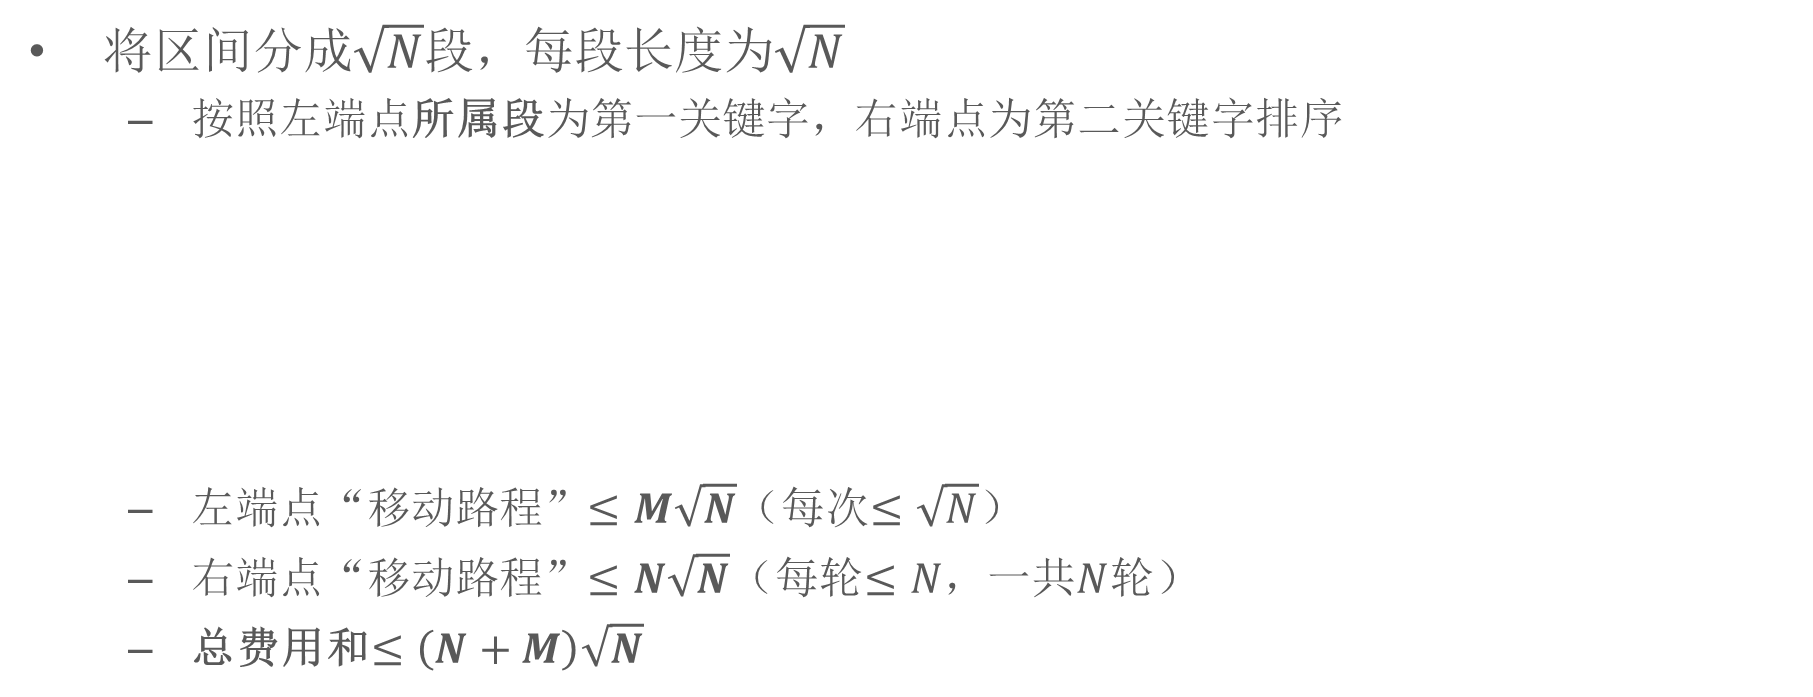 • 将区间分成√N段，每段长度为√N
– 按照左端点所属段为第一关键字，右端点为第二关键字排序
– 左端点“移动路程”≤ M√N（每次≤ √N）
– 右端点“移动路程”≤ N√N（每轮≤ N，一共N轮）
– 总费用和≤ (N + M)√N